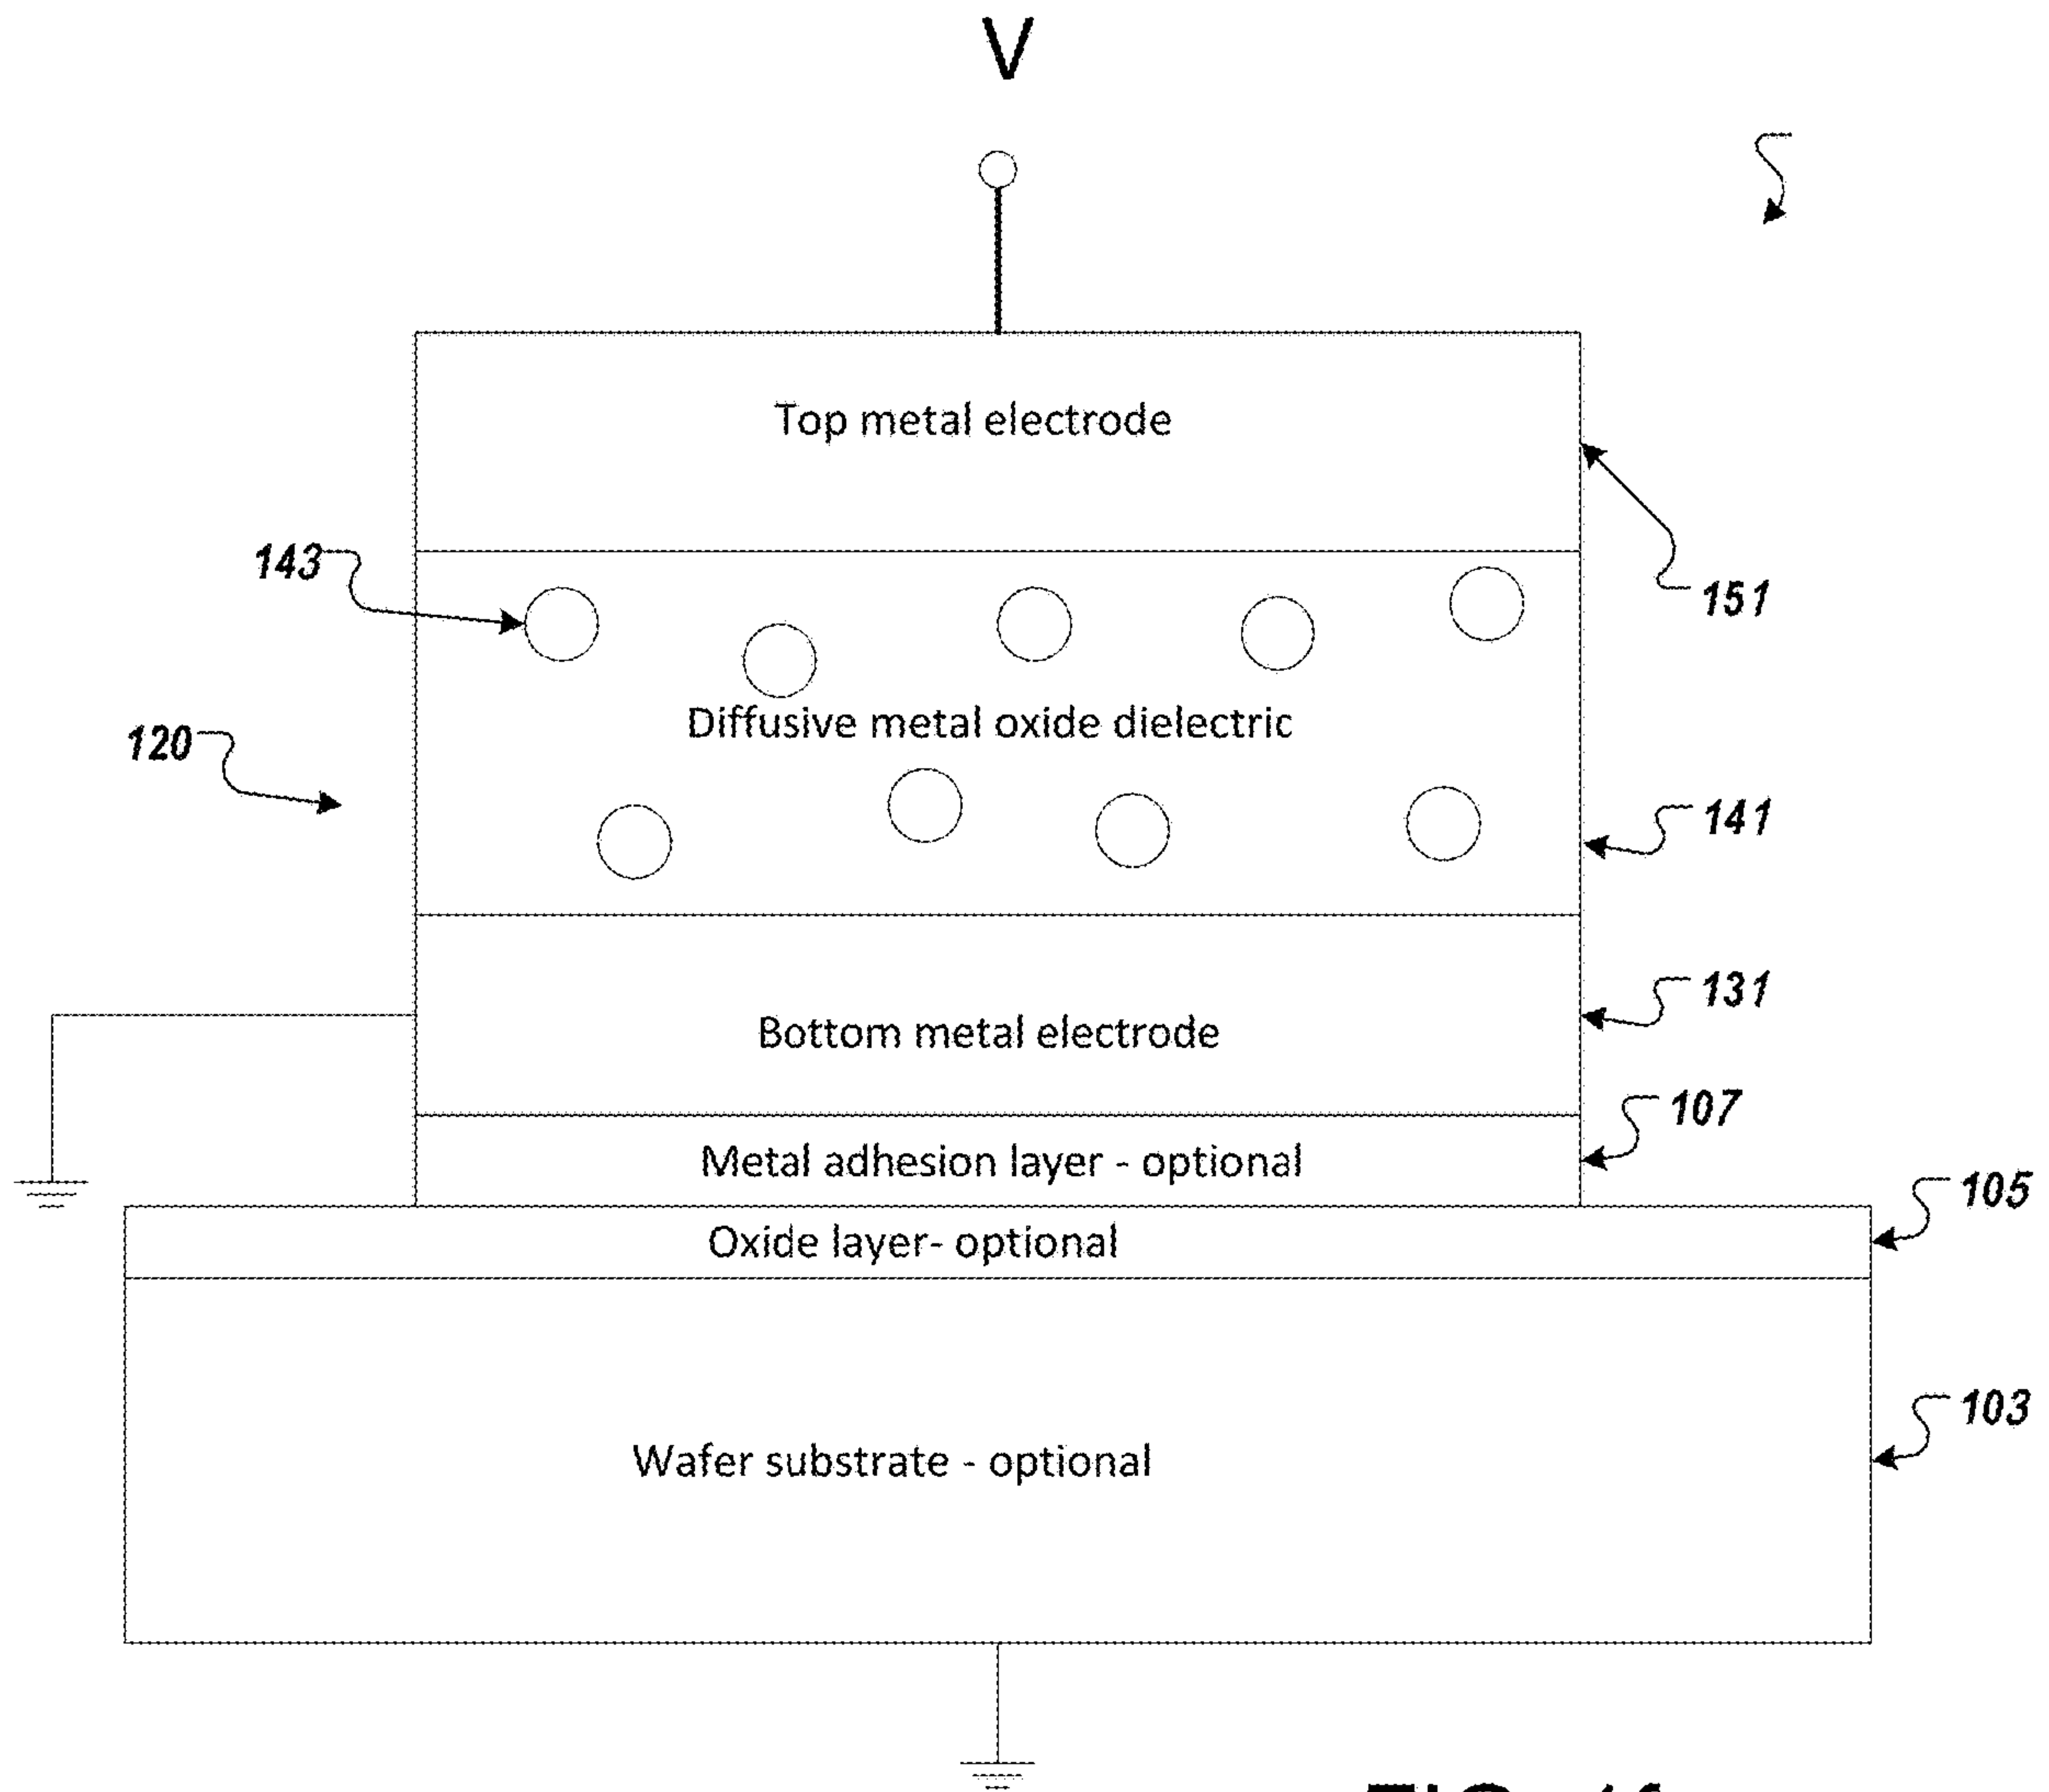 V
Top metal electrode
143
151
Diffusive metal oxide dielectric
120
141
131
Bottom metal electrode
107
Metal adhesion layer - optional
105
Oxide layer- optional
103
Wafer substrate - optional